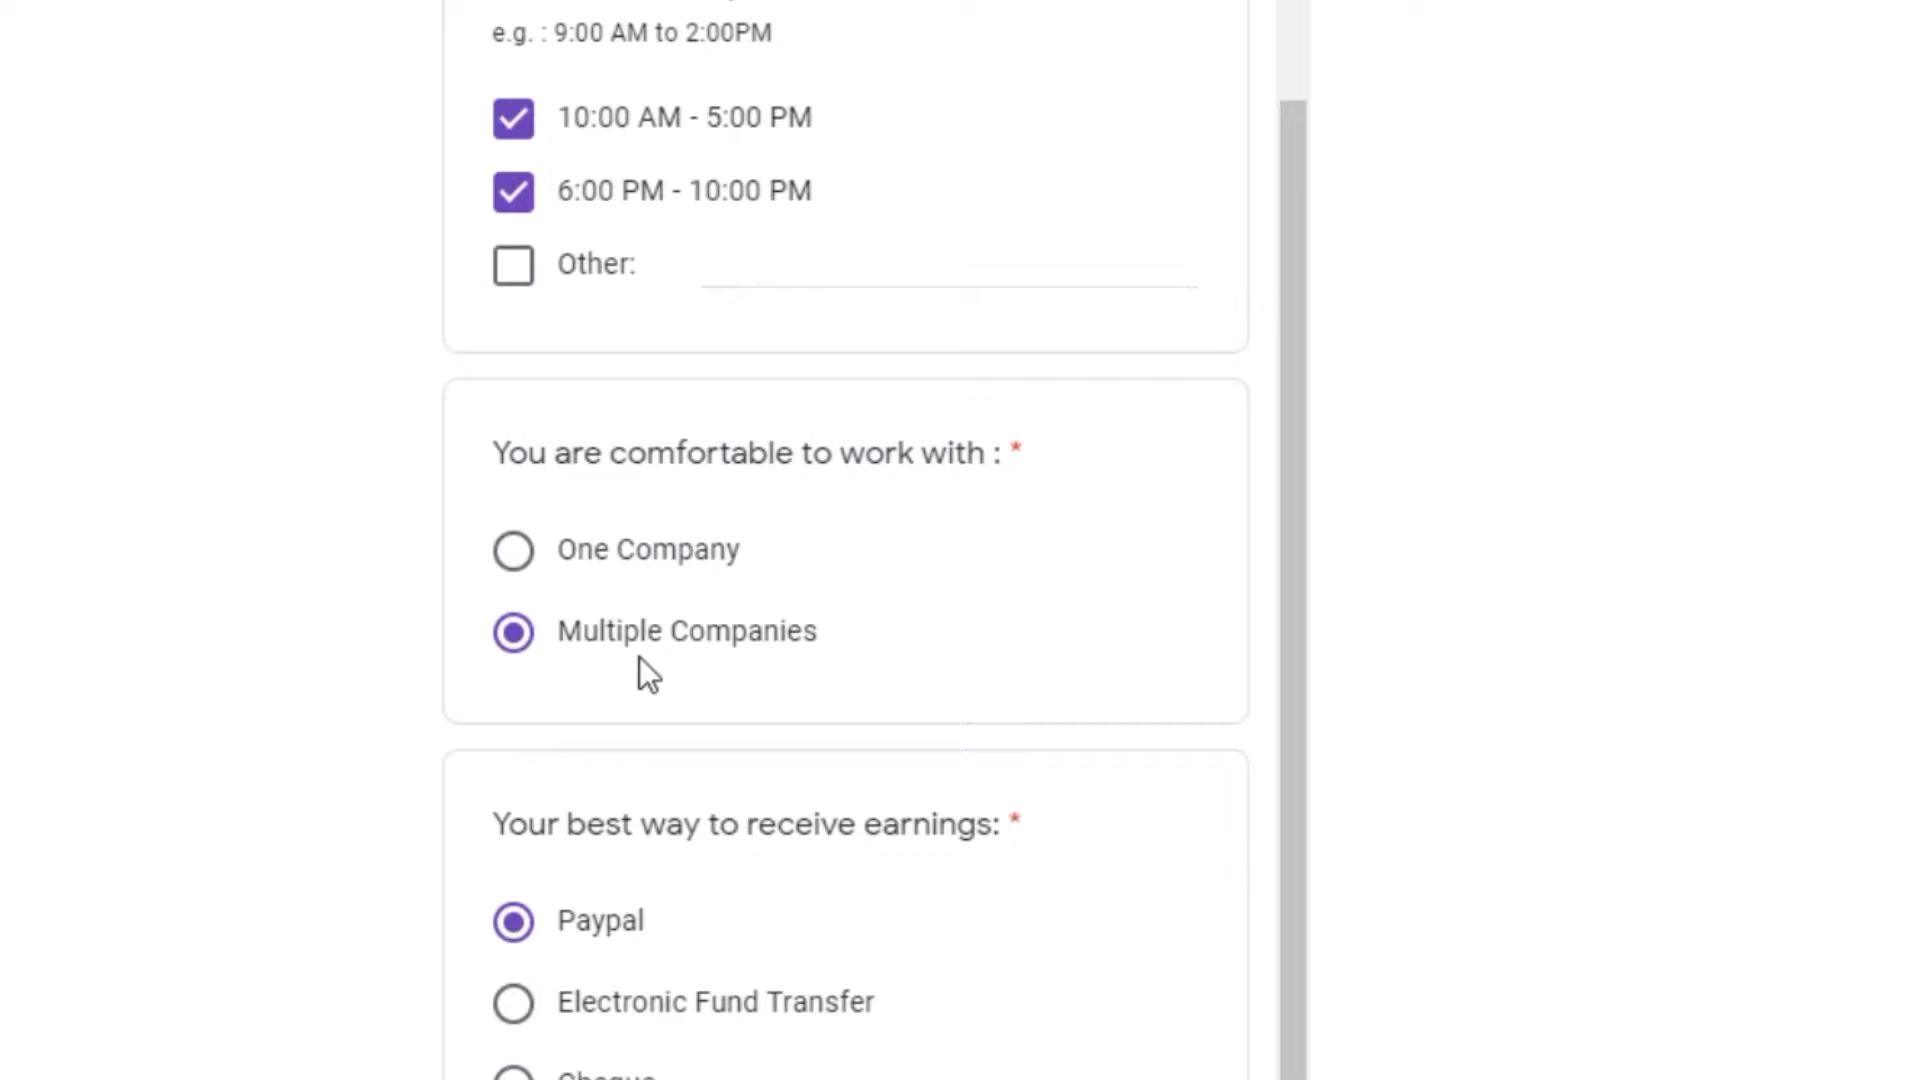 e.g. : 9:00 AM to 2:00PM
10:00 AM - 5:00 PM
6:00 PM - 10:00 PM
Other:
You are comfortable to work with : *
One Company
Multiple Companies
Your best way to receive earnings: *
Paypal
Electronic Fund Transfer
Cheque